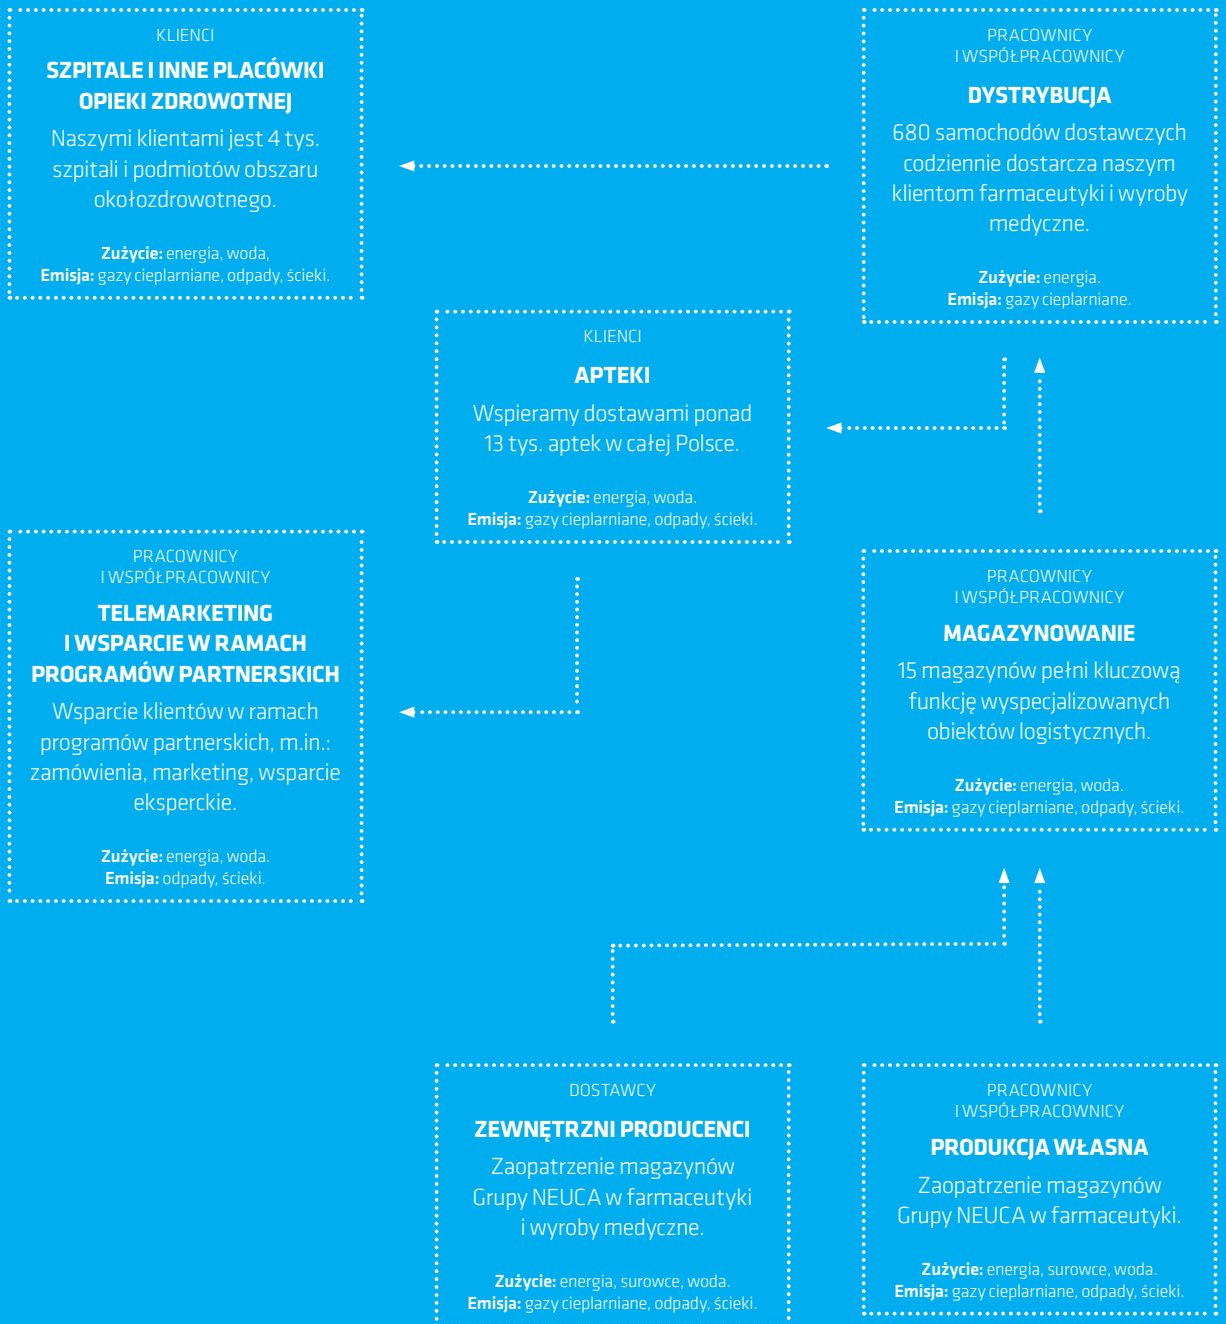 KLIENCI
SZPITALE I INNE PLACÓWKI
OPIEKI ZDROWOTNEJ
Naszymi klientami jest 4 tys.
szpitali i podmiotów obszaru
okołozdrowotnego.
Zużycie: energia, woda,
Emisja: gazy cieplarniane, odpady, ścieki.
PRACOWNICY
I WSPÓŁPRACOWNICY
DYSTRYBUCJA
680 samochodów dostawczych
codziennie dostarcza naszym
klientom farmaceutyki i wyroby
medyczne.
Zużycie: energia.
Emisja: gazy cieplarniane.
KLIENCI
APTEKI
Wspieramy dostawami ponad
13 tys. aptek w całej Polsce.
Zużycie: energia, woda.
Emisja: gazy cieplarniane, odpady, ścieki.
PRACOWNICY
I WSPÓŁPRACOWNICY
TELEMARKETING
I WSPARCIE W RAMACH
PROGRAMÓW PARTNERSKICH
Wsparcie klientów w ramach
programów partnerskich, m.in.:
zamówienia, marketing, wsparcie
eksperckie.
Zużycie: energia, woda.
Emisja: odpady, ścieki.
PRACOWNICY
I WSPÓŁPRACOWNICY
MAGAZYNOWANIE
15 magazynów pełni kluczową
funkcję wyspecjalizowanych
obiektów logistycznych.
Zużycie: energia, woda.
Emisja: gazy cieplarniane, odpady, ścieki.
DOSTAWCY
ZEWNĘTRZNI PRODUCENCI
Zaopatrzenie magazynów
Grupy NEUCA w farmaceutyki
i wyroby medyczne.
Zużycie: energia, surowce, woda.
Emisja: gazy cieplarniane, odpady, ścieki.
PRACOWNICY
I WSPÓŁPRACOWNICY
PRODUKCJA WŁASNA
Zaopatrzenie magazynów
Grupy NEUCA w farmaceutyki.
Zużycie: energia, surowce, woda.
Emisja: gazy cieplarniane, odpady, ścieki.